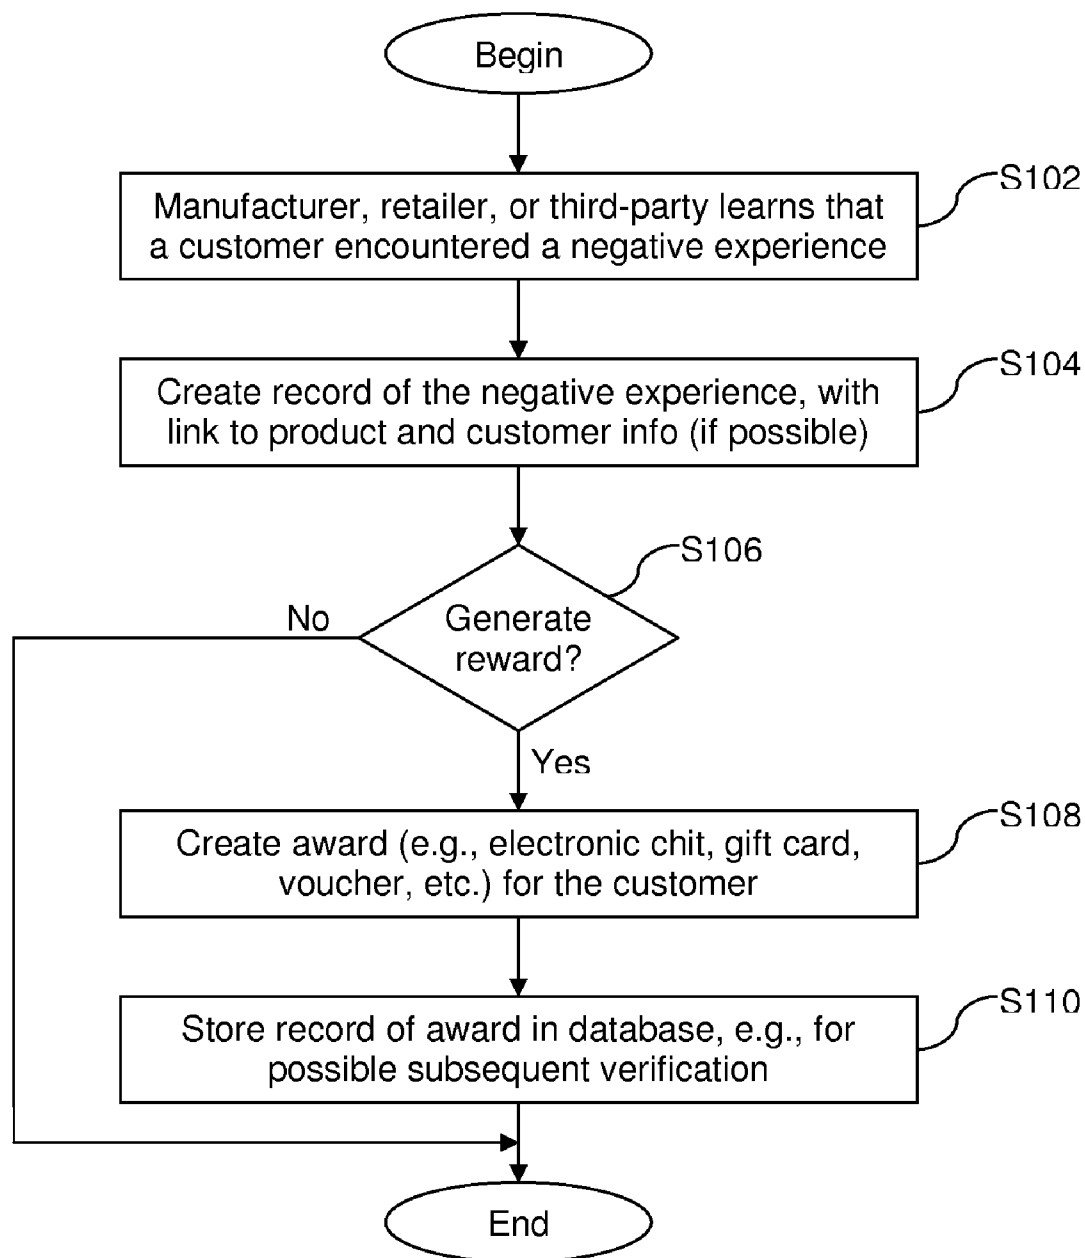 Begin
S102
Manufacturer, retailer, or third-party learns that
a customer encountered a negative experience
S104
Create record of the negative experience, with
link to product and customer info (if possible)
S106
No
Generate
reward?
Yes
S108
Create award (e.g., electronic chit, gift card,
voucher, etc.) for the customer
S110
Store record of award in database, e.g., for
possible subsequent verification
End